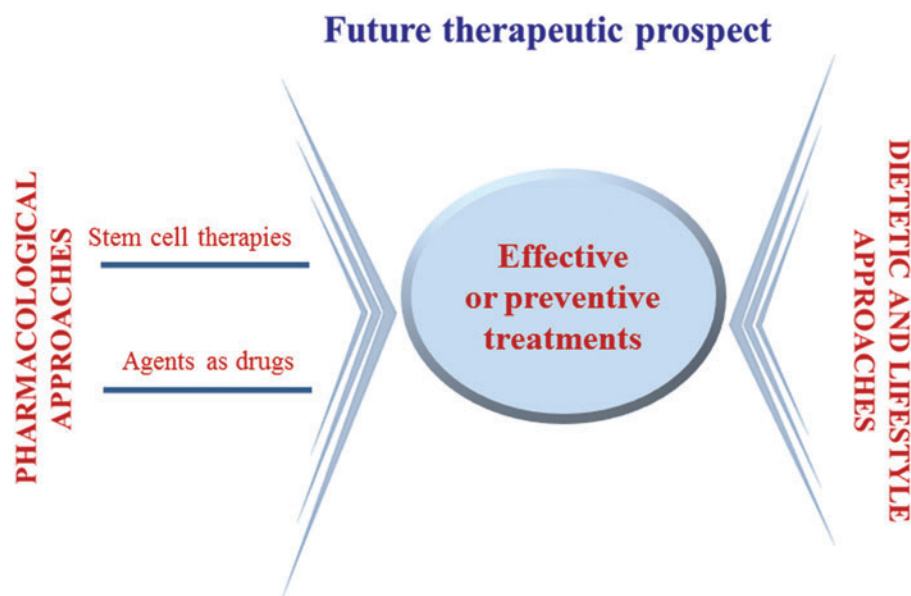 Future therapeutic prospect
PHARMACOLOGICAL
APPROACHES
Stem cell therapies
Agents as drugs
Effective
or preventive
treatments
DIETETIC AND LIFESTYLE
APPROACHES